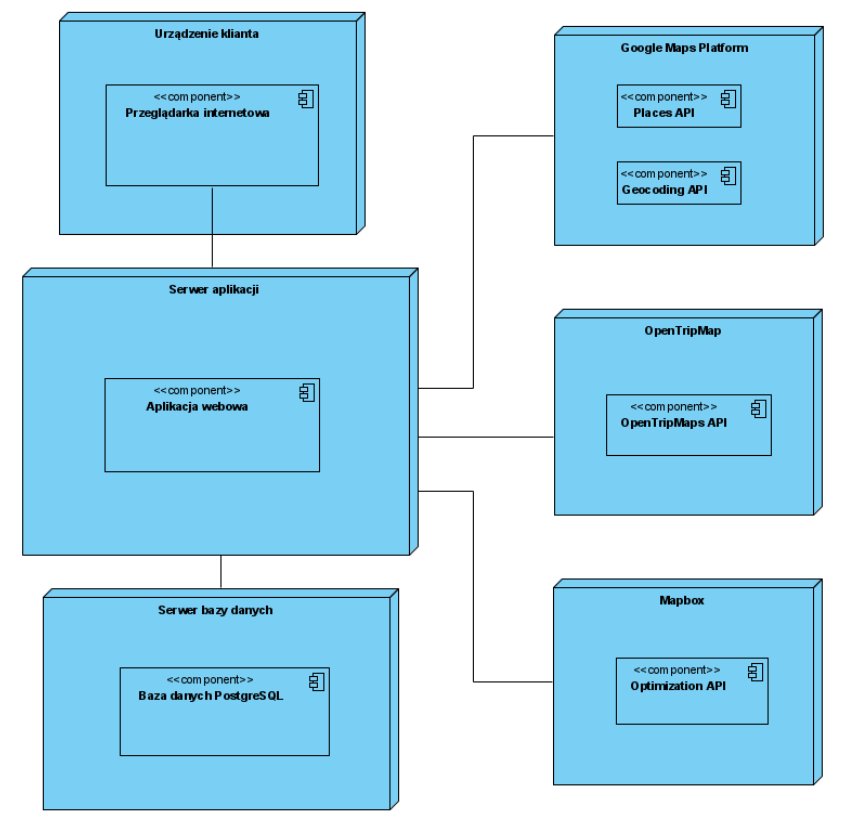 Urządzenie klianta
<<component>>
Przeglądarka internetowa
Serwer aplikacji
<<component>>
Aplikacja webowa
Serwer bazy danych
<<component>>
Baza danych PostgreSQL
Google Maps Platform
<<component>>
Places API
<<component>>
Geocoding API
OpenTripMap
<<component>>
OpenTripMaps API
Mapbox
<<component>>
Optimization API